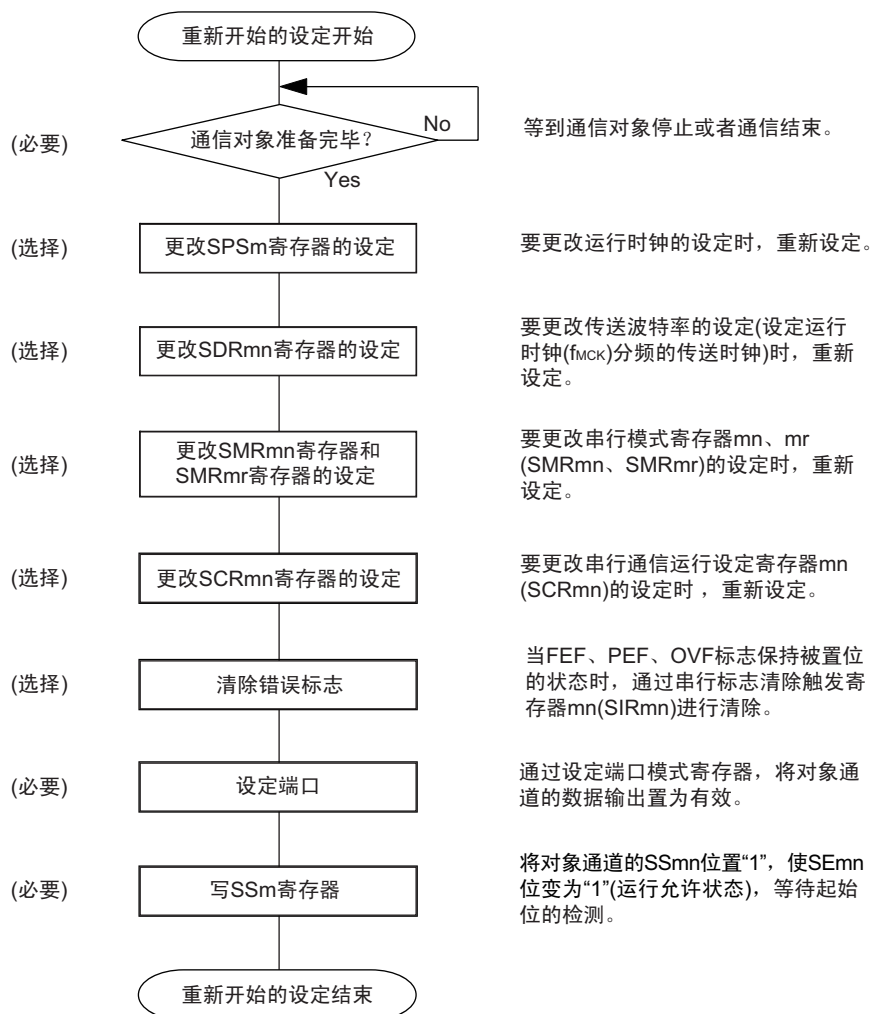 重新开始的设定开始
(必要)
通信对象准备完毕？
No
Yes
等到通信对象停止或者通信结束。
(选择)
更改SPSm寄存器的设定
要更改运行时钟的设定时，重新设定。
(选择)
更改SDRmn寄存器的设定
要更改传送波特率的设定(设定运行
时钟(fMCK)分频的传送时钟)时，重新
设定。
(选择)
更改SMRmn寄存器和
SMRmr寄存器的设定
要更改串行模式寄存器mn、mr
(SMRmn、SMRmr)的设定时，重新
设定。
(选择)
更改SCRmn寄存器的设定
要更改串行通信运行设定寄存器mn
(SCRmn)的设定时 ，重新设定。
(选择)
清除错误标志
当FEF、PEF、OVF标志保持被置位
的状态时，通过串行标志清除触发寄
存器mn(SIRmn)进行清除。
(必要)
设定端口
通过设定端口模式寄存器，将对象通
道的数据输出置为有效。
(必要)
写SSm寄存器
将对象通道的SSmn位置“1”，使SEmn
位变为“1”(运行允许状态)，等待起始
位的检测。
重新开始的设定结束